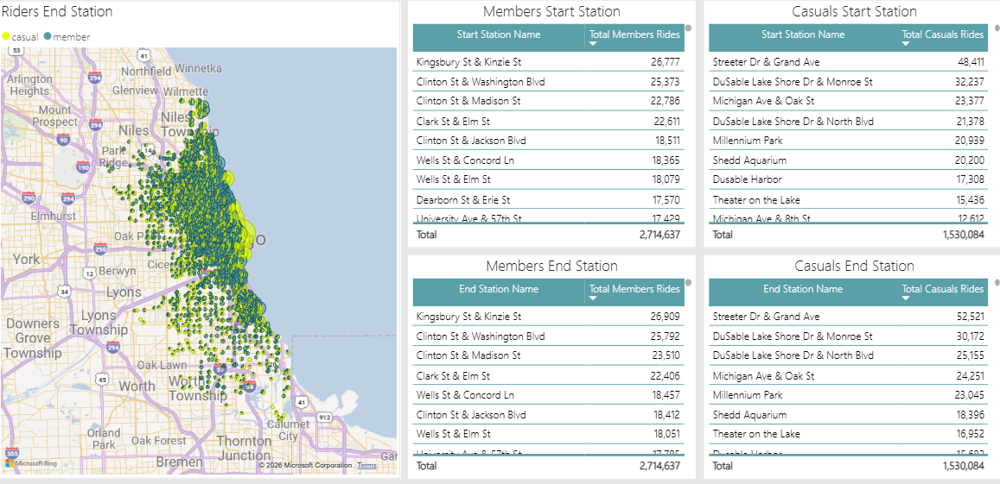 Riders End Station
casual member
53
41
Winnetka
Northfield
294
Arlington
Heights
Glenview
Wilmette
Mount
Prospect
Niles
Township
294
Niles
90
Park
Ridge
14
190
290
294
Elmhurst
Oak P
290
York
Cice
12
Berwyn
34
Lyons
Lyons
Township
Downers
Grove
Township
294
Oak Lawn
45
Worth
Worth
Township
41
912
Calumet
City
Orland
Park
Oak Forest
Thornton
Junction
355
Bremen
Gar
Microsoft Bing
© 2026 Microsoft Corporation Terms
Members Start Station
Start Station Name Total Members Rides
Kingsbury St & Kinzie St 26,777
Clinton St & Washington Blvd 25,373
Clinton St & Madison St 22,786
Clark St & Elm St 22,611
Clinton St & Jackson Blvd 18,511
Wells St & Concord Ln 18,365
Wells St & Elm St 18,079
Dearborn St & Erie St 17,570
University Ave & 57th St 17,429
Total 2,714,637
Casuals Start Station
Start Station Name Total Casuals Rides
Streeter Dr & Grand Ave 48,411
DuSable Lake Shore Dr & Monroe St 32,237
Michigan Ave & Oak St 23,377
DuSable Lake Shore Dr & North Blvd 21,378
Millennium Park 20,939
Shedd Aquarium 20,200
Dusable Harbor 17,308
Theater on the Lake 15,436
Michigan Ave & 8th St 12,612
Total 1,530,084
Members End Station
End Station Name Total Members Rides
Kingsbury St & Kinzie St 26,909
Clinton St & Washington Blvd 25,792
Clinton St & Madison St 23,510
Clark St & Elm St 22,406
Wells St & Concord Ln 18,457
Clinton St & Jackson Blvd 18,412
Wells St & Elm St 18,051
University Ave & 57th St 17,785
Total 2,714,637
Casuals End Station
End Station Name Total Casuals Rides
Streeter Dr & Grand Ave 52,521
DuSable Lake Shore Dr & Monroe St 30,172
DuSable Lake Shore Dr & North Blvd 25,155
Michigan Ave & Oak St 24,251
Millennium Park 23,045
Shedd Aquarium 18,396
Theater on the Lake 16,952
Dusable Harbor
Total 1,530,084